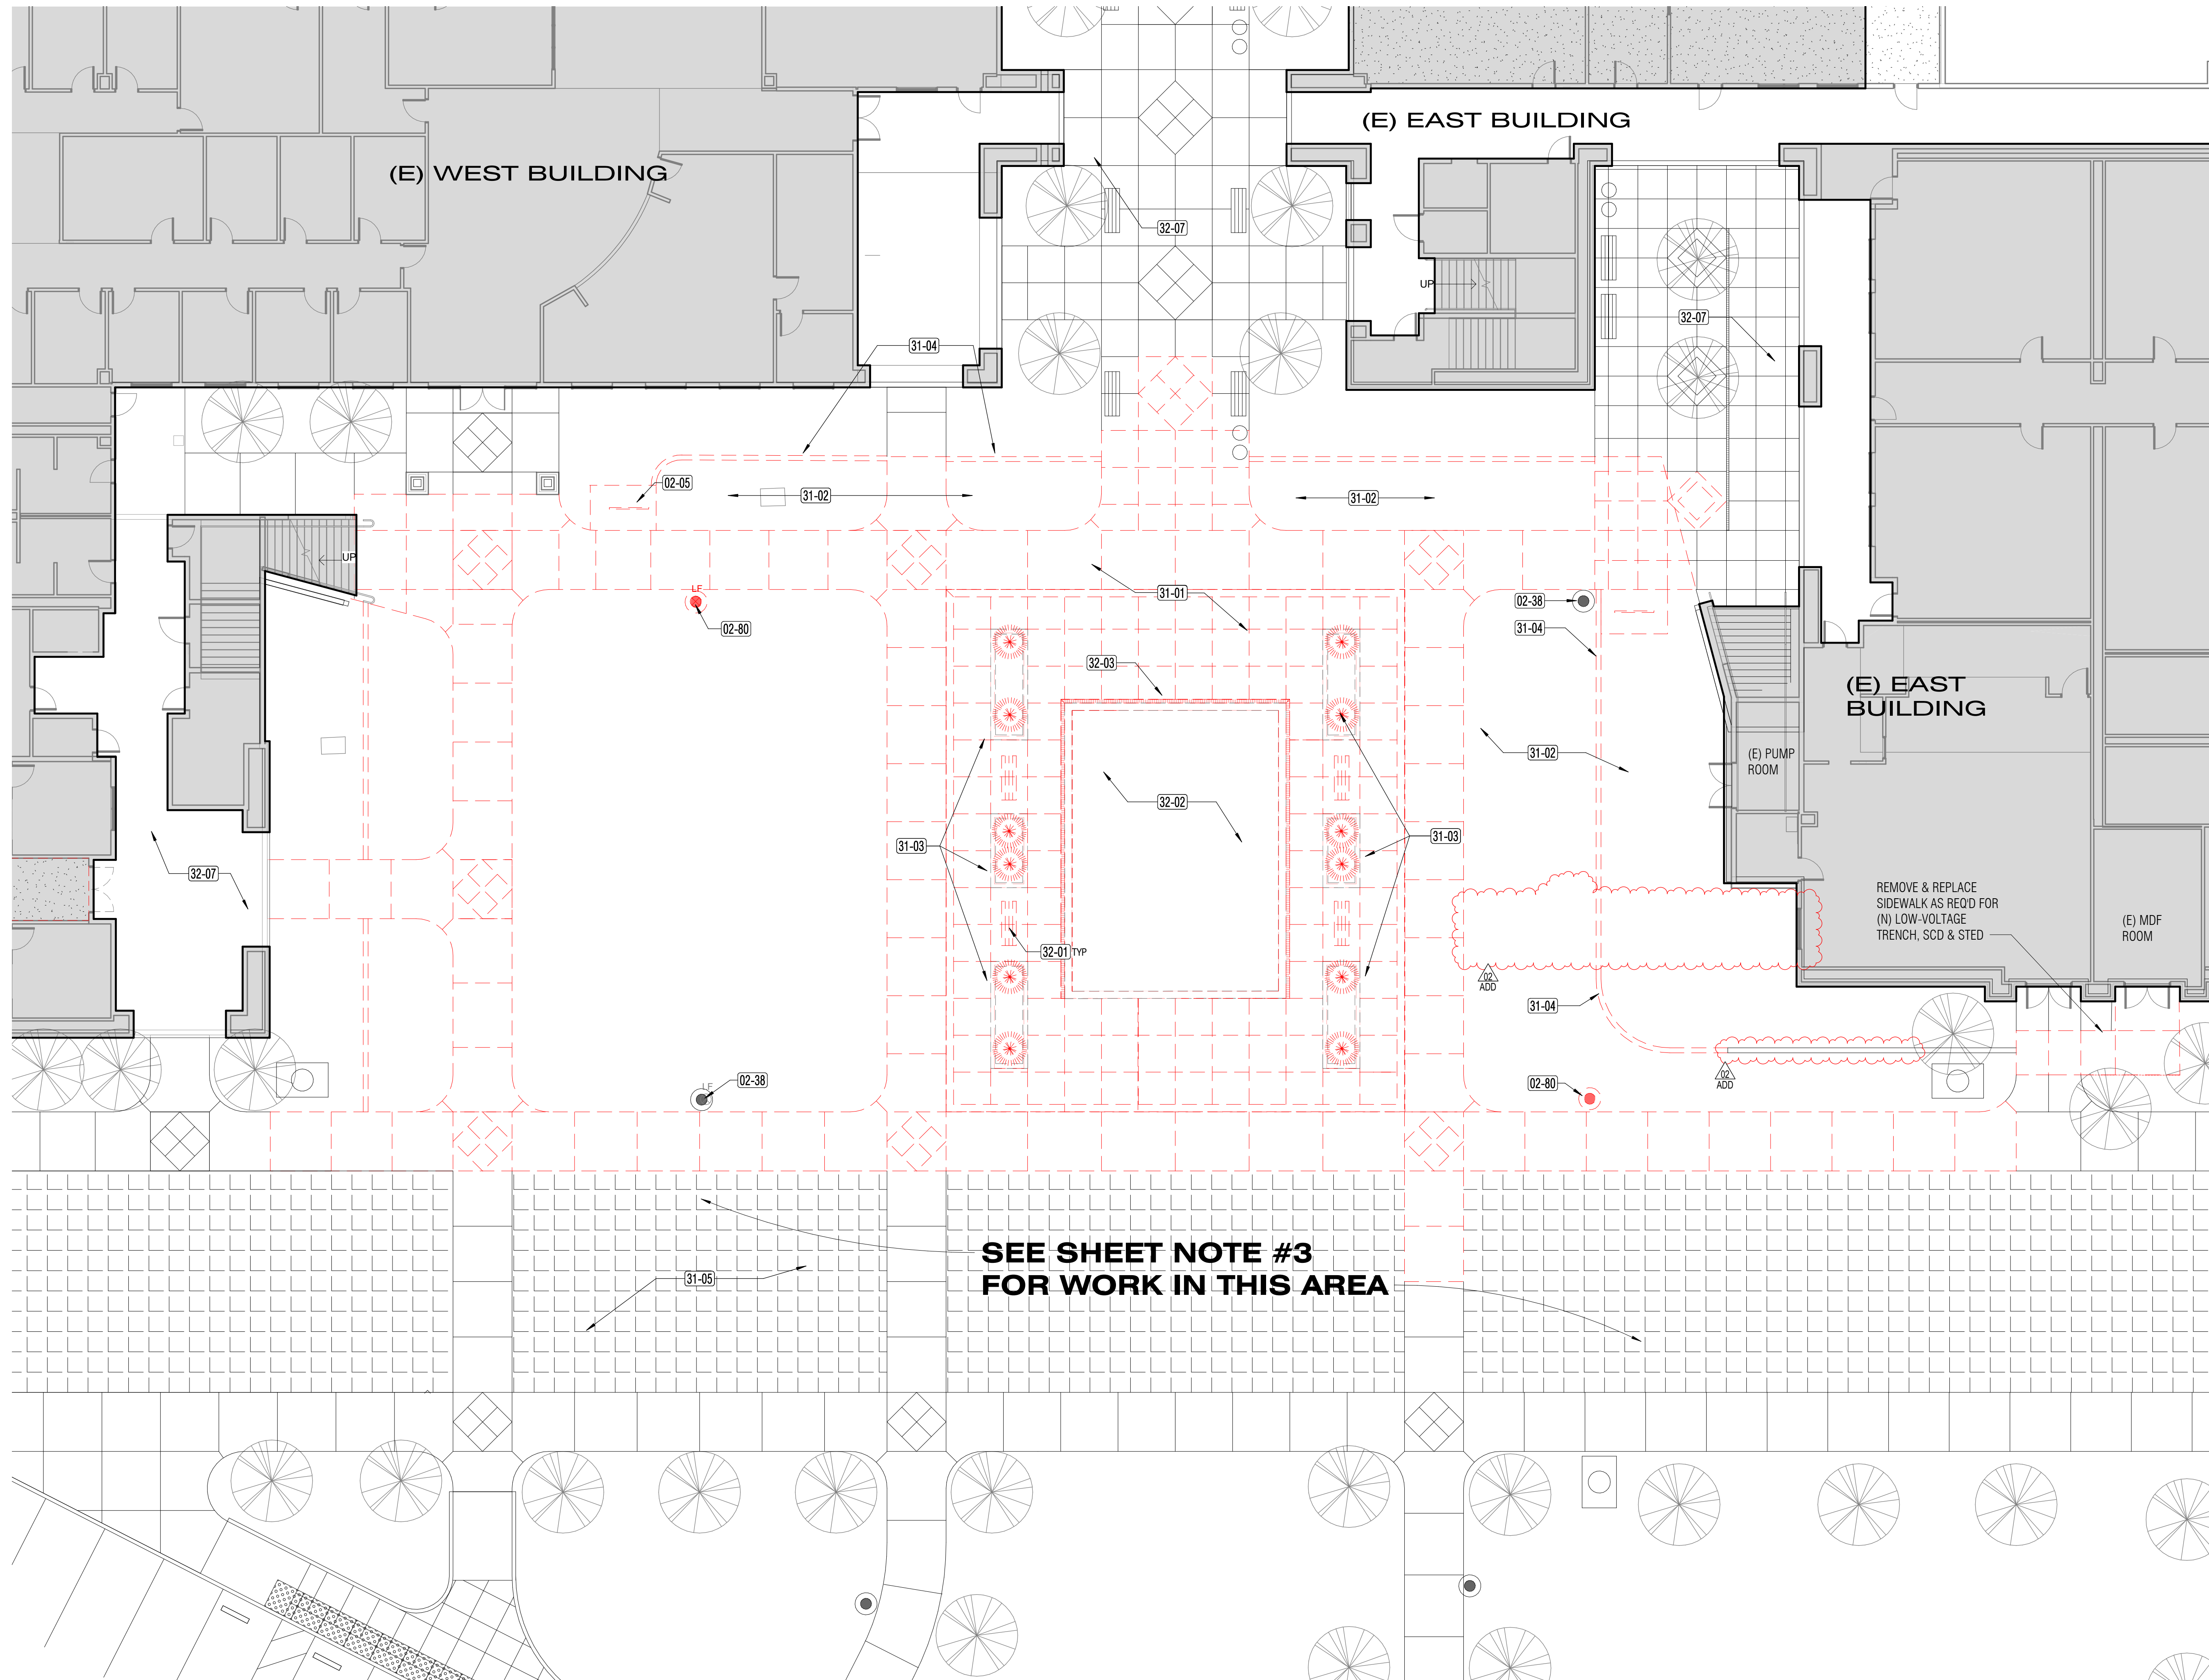 (E) EAST BUILDING
(E) WEST BUILDING
32-07
UP
32-07
31-04
02-05
31-02
31-02
UP
LF
31-01
02-38
02-80
31-04
32-03
(E) EAST
BUILDING
31-02
(E) PUMP
ROOM
32-02
31-03
31-03
32-07
REMOVE & REPLACE
SIDEWALK AS REQ'D FOR
(N) LOW-VOLTAGE
TRENCH, SCD & STED
(E) MDF
ROOM
32-01 TYP
02
ADD
31-04
02
ADD
LF
02-38
02-80
SEE SHEET NOTE #3
FOR WORK IN THIS AREA
31-05